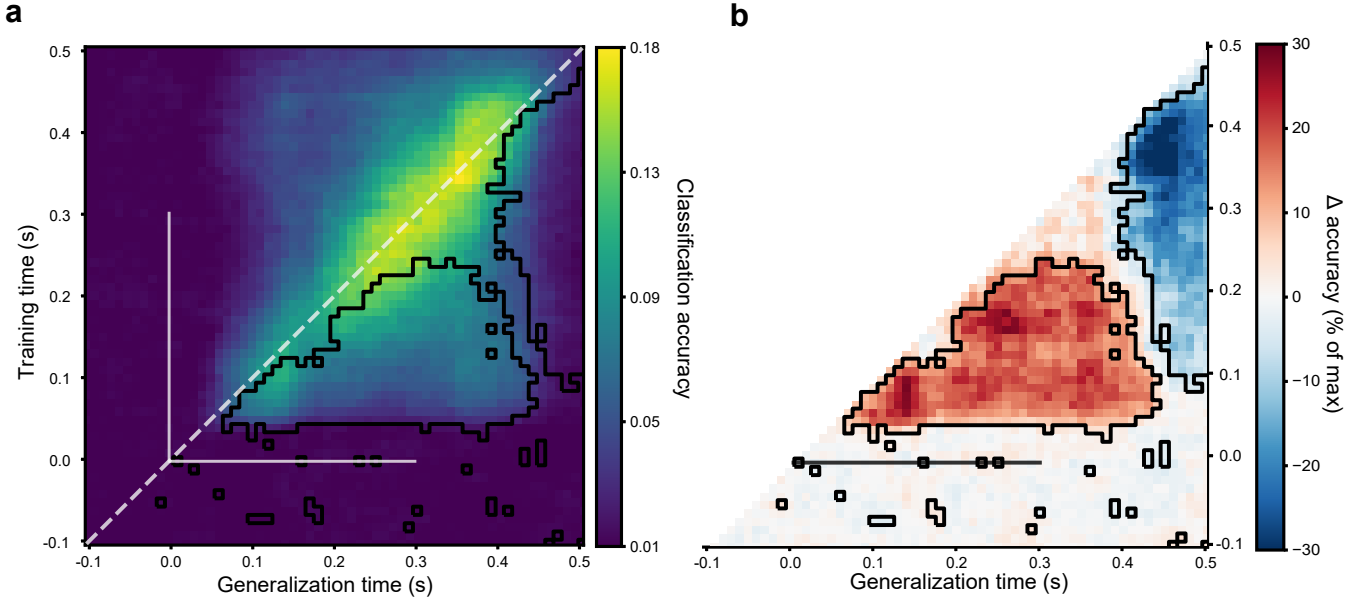 a
0.5
0.4
0.3
0.2
0.1
0.0
-0.1
Training time (s)
-0.1 0.0 0.1 0.2 0.3 0.4 0.5
Generalization time (s)
0.18
0.13
0.09
0.05
0.01
Classification accuracy
b
0.5
0.4
0.3
0.2
0.1
0.0
-0.1
-0.1 0.0 0.1 0.2 0.3 0.4 0.5
Generalization time (s)
30
20
10
0
−10
−20
−30
Δ accuracy (% of max)